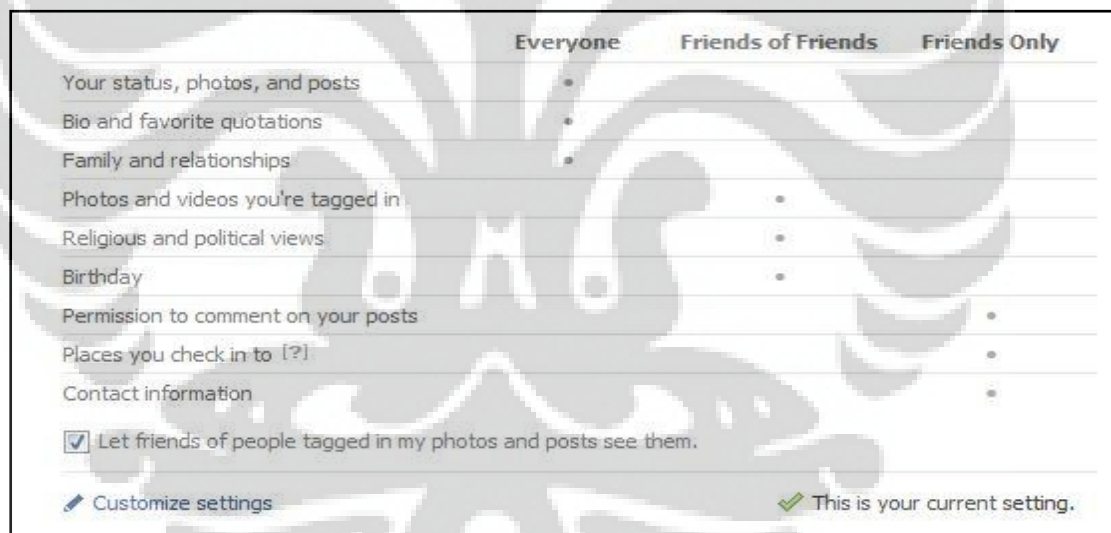 Everyone Friends of Friends Friends Only
Your status, photos, and posts
Bio and favorite quotations
Family and relationships
Photos and videos you're tagged in
Religious and political views
Birthday
Permission to comment on your posts
Places you check in to [?]
Contact information
Let friends of people tagged in my photos and posts see them.
Customize settings This is your current setting.